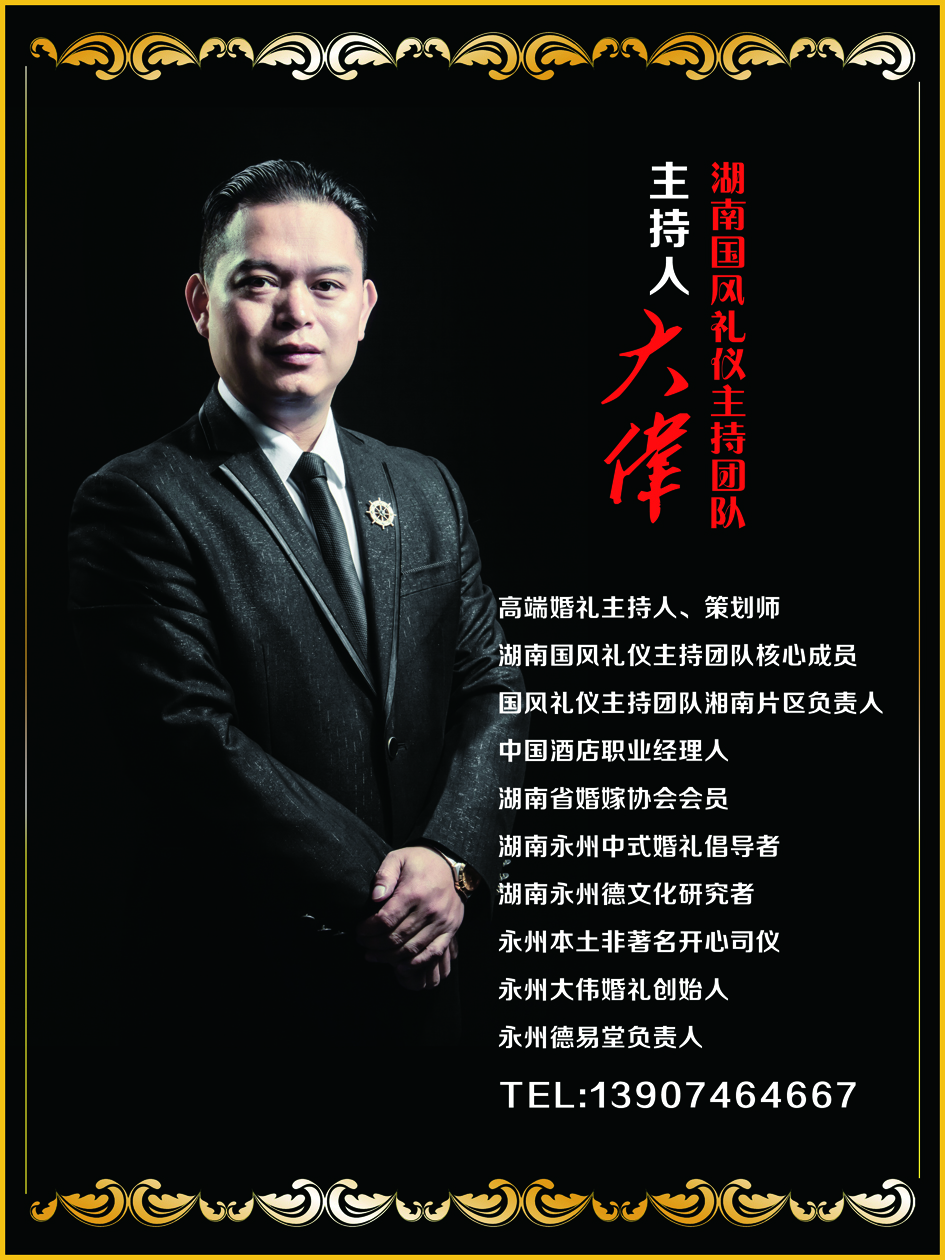 湖南国风礼仪主持团队
主持人
大偉
高端婚礼主持人、策划师
湖南国风礼仪主持团队核心成员
国风礼仪主持团队湘南片区负责人
中国酒店职业经理人
湖南省婚嫁协会会员
湖南永州中式婚礼倡导者
湖南永州德文化研究者
永州本土非著名开心司仪
永州大伟婚礼创始人
永州德易堂负责人
TEL:13907464667